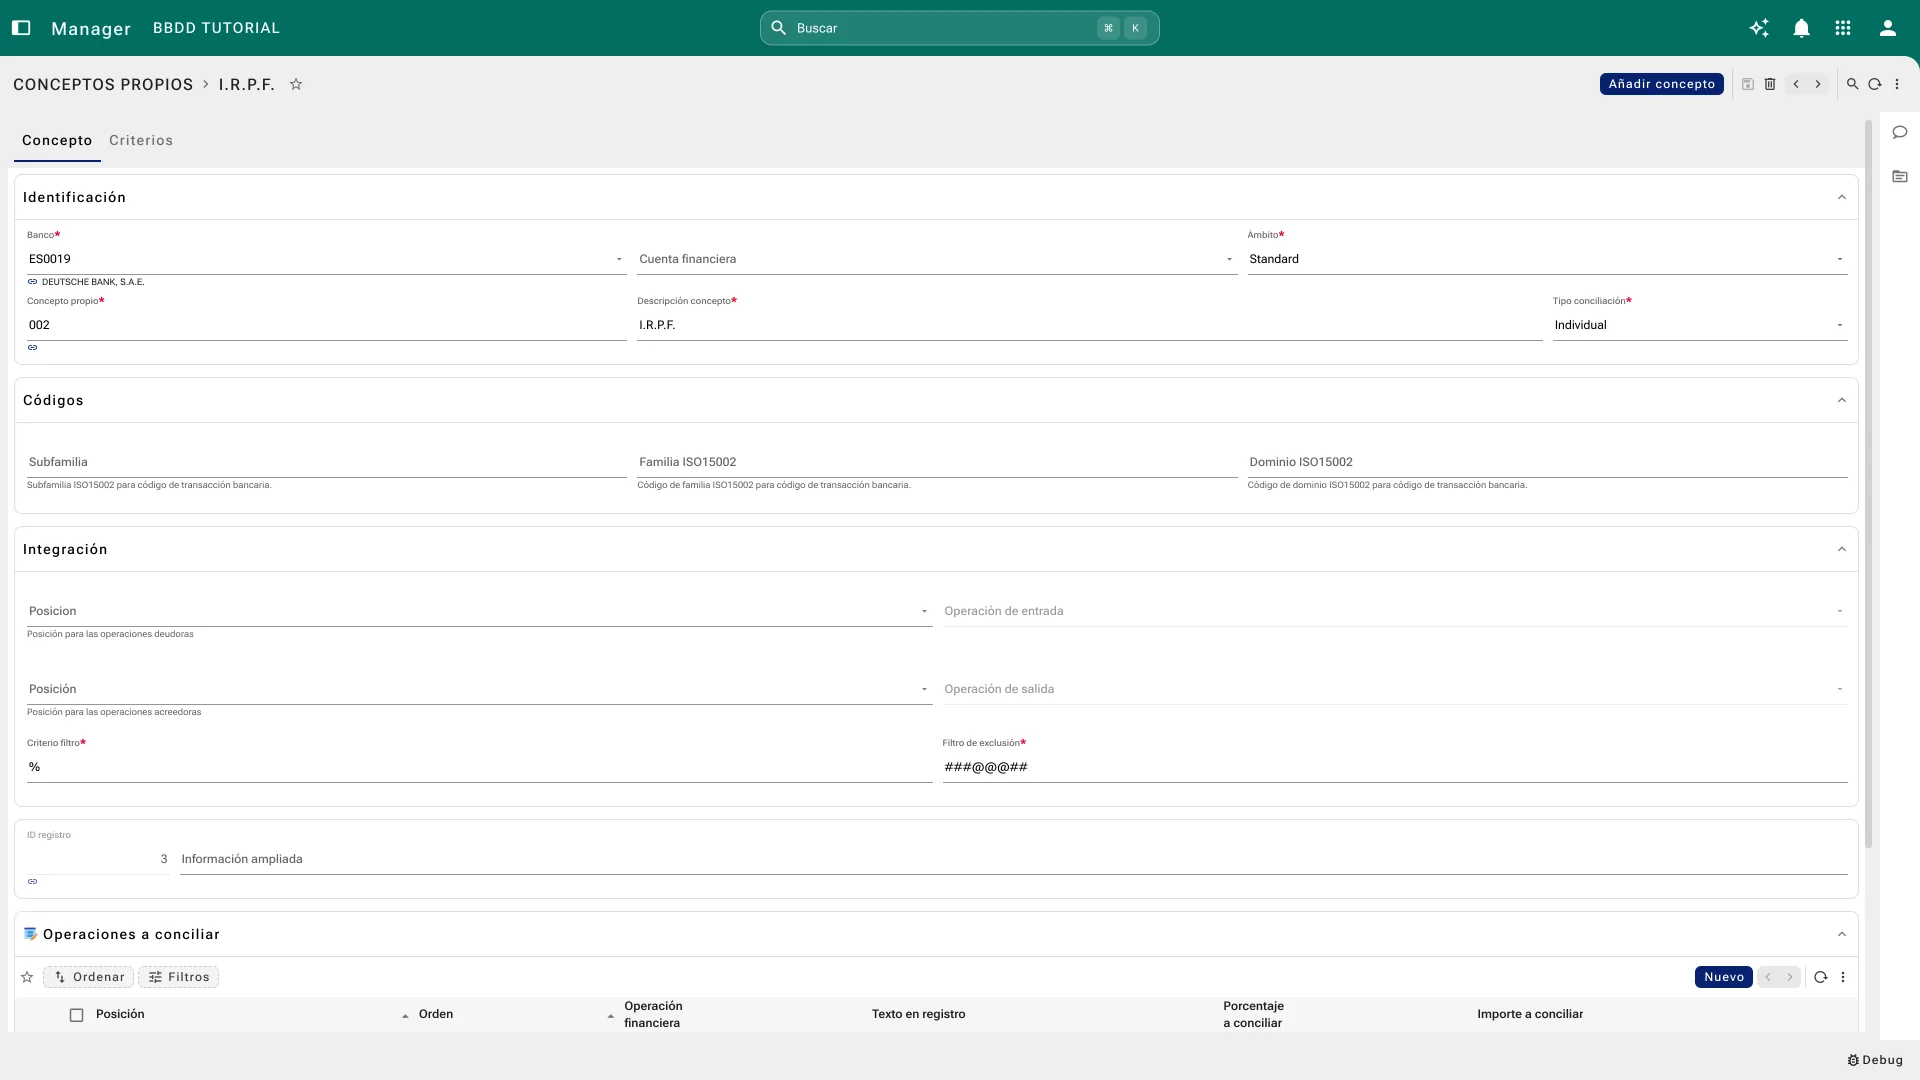 Manager BBDD TUTORIAL
Buscar ⌘ K
CONCEPTOS PROPIOS > I.R.P.F.
Añadir concepto
Concepto Criterios
Identificación
Banco* Ámbito*
ES0019 Cuenta financiera Standard
DEUTSCHE BANK, S.A.E.
Concepto propio* Descripción concepto* Tipo conciliación*
002 I.R.P.F. Individual
Códigos
Subfamilia Familia ISO15002 Dominio ISO15002
Subfamilia ISO15002 para código de transacción bancaria. Código de familia ISO15002 para código de transacción bancaria. Código de dominio ISO15002 para código de transacción bancaria.
Integración
Posicion Operación de entrada
Posición para las operaciones deudoras
Posición Operación de salida
Posición para las operaciones acreedoras
Criterio filtro* Filtro de exclusión*
% ###@@@##
ID registro
3 Información ampliada
Operaciones a conciliar
Ordenar Filtros Nuevo
Posición Orden Operación financiera Texto en registro Porcentaje a conciliar Importe a conciliar
Debug